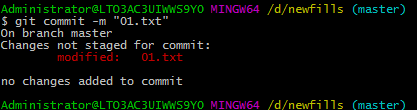 Administrator@LTO3AC3UIWWS9YO MINGW64 /d/newfills (master)
$ git commit -m "01.txt"
On branch master
Changes not staged for commit:
modified: 01.txt
no changes added to commit
Administrator@LTO3AC3UIWWS9YO MINGW64 /d/newfills (master)